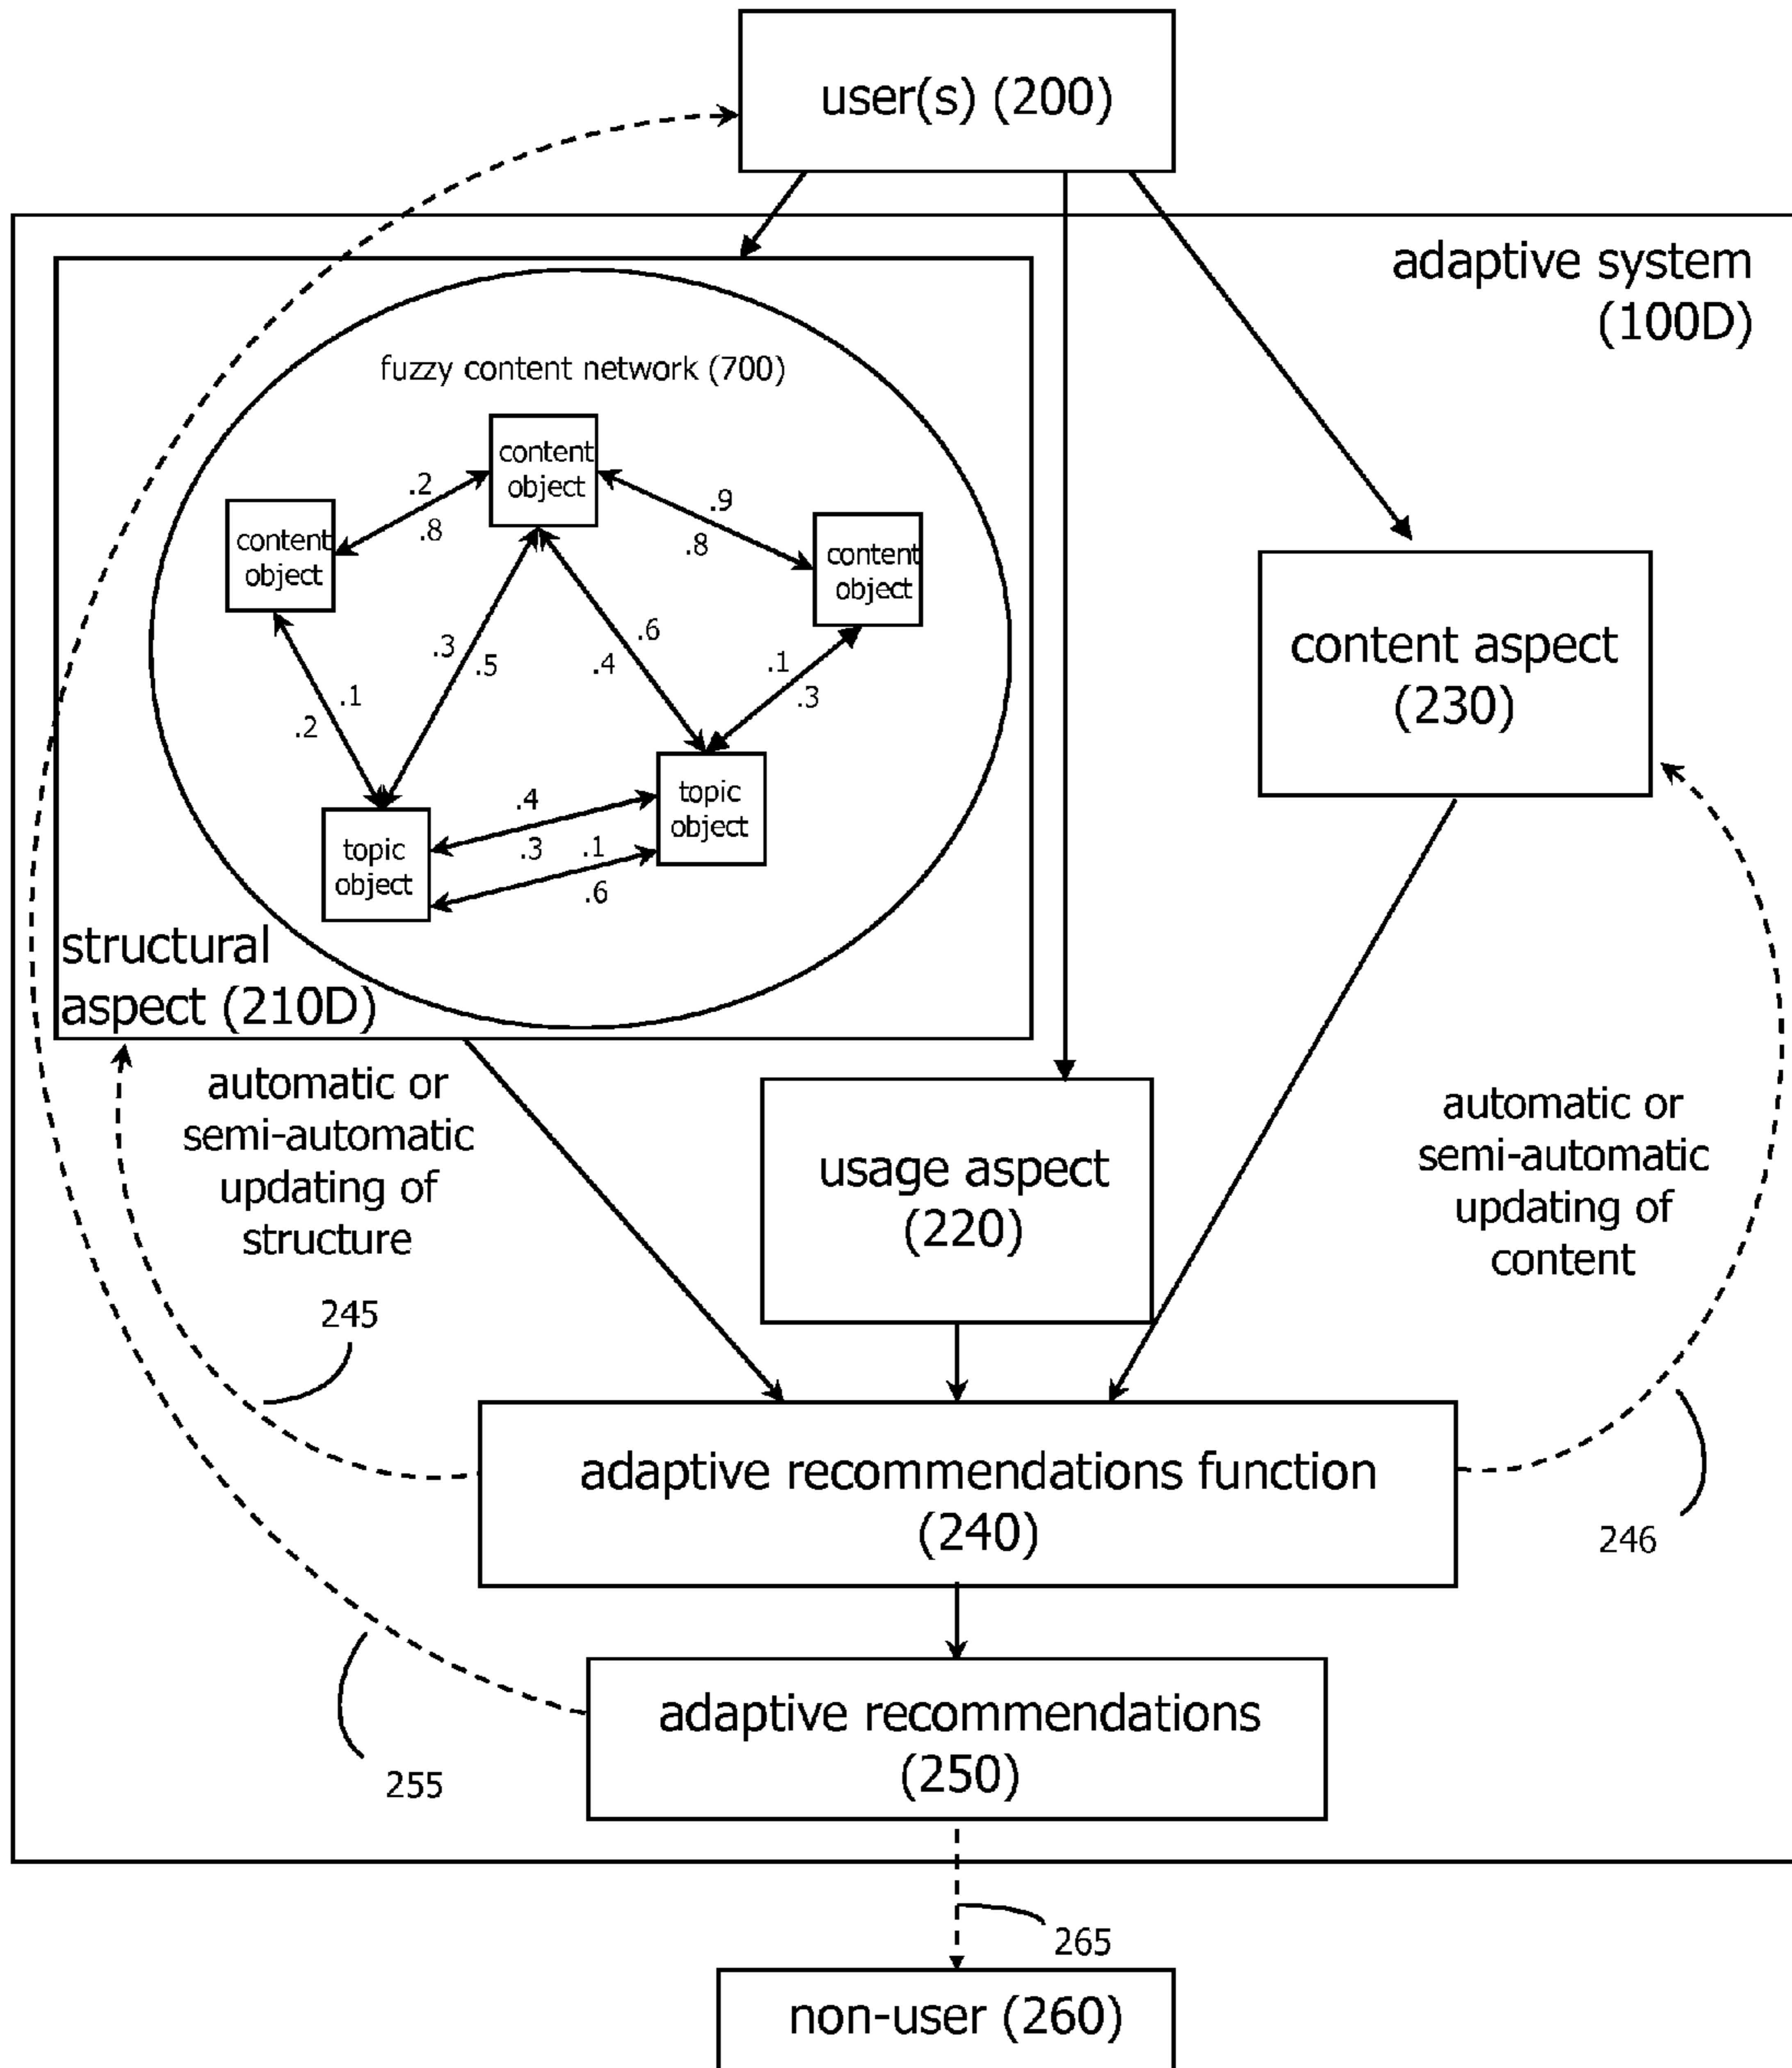 user(s) (200)
adaptive system
(100D)
fuzzy content network (700)
content
object
.2
.8
.9
.8
content
object
content
object
.3
.5
.6
.4
.1
.3
.1
.2
topic
object
.4
.3
.1
.6
topic
object
structural
aspect (210D)
content aspect
(230)
automatic or
semi-automatic
updating of
structure
245
usage aspect
(220)
automatic or
semi-automatic
updating of
content
246
adaptive recommendations function
(240)
adaptive recommendations
(250)
255
265
non-user (260)